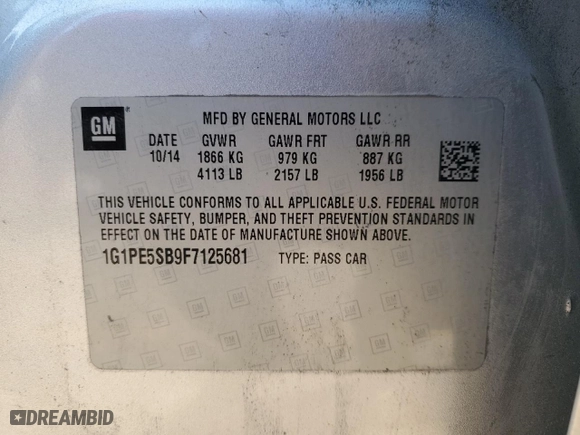 GM
MFD BY GENERAL MOTORS LLC
DATE GVWR GAWR FRT GAWR RR
10/14 1866 KG 979 KG 887 KG
4113 LB 2157 LB 1956 LB
THIS VEHICLE CONFORMS TO ALL APPLICABLE U.S. FEDERAL MOTOR
VEHICLE SAFETY, BUMPER, AND THEFT PREVENTION STANDARDS IN
EFFECT ON THE DATE OF MANUFACTURE SHOWN ABOVE.
1G1PE5SB9F7125681 TYPE: PASS CAR
DREAMBID